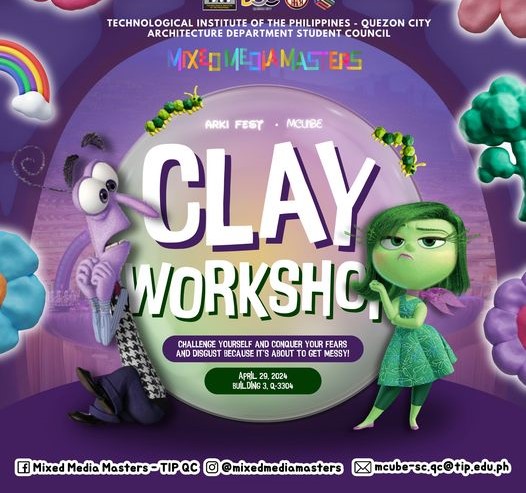 TECHNOLOGICAL INSTITUTE OF THE PHILIPPINES - QUEZON CITY
ARCHITECTURE DEPARTMENT STUDENT COUNCIL
MIXED MEDIA MASTERS
ARKI FEST • MCUBE
CLAY
WORKSHO
CHALLENGE YOURSELF AND CONQUER YOUR FEARS
AND DISGUST BECAUSE IT'S ABOUT TO GET MESSY!
APRIL 29, 2024
BUILDING 3, Q-3304
Mixed Media Masters - TIP QC @mixedmediamasters mcube-sc.qc@tip.edu.ph